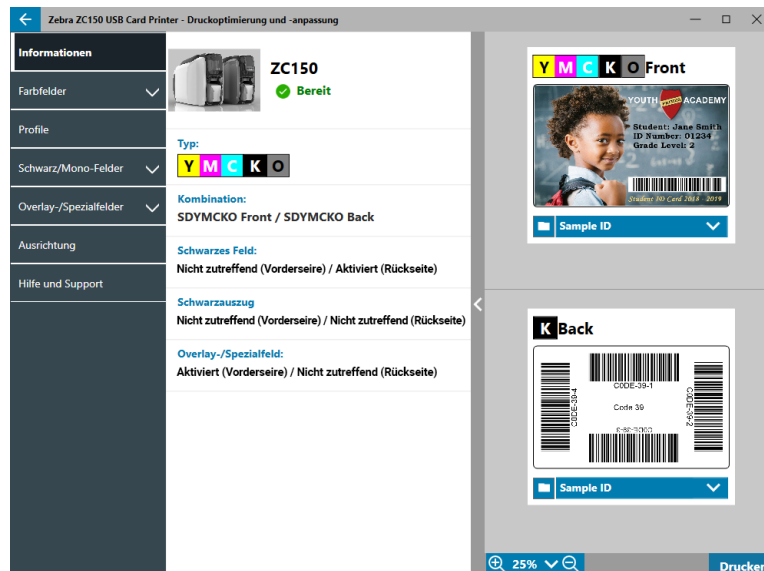 Zebra ZC150 USB Card Printer - Druckoptimierung und -anpassung
Informationen
Farbfelder
Profile
Schwarz/Mono-Felder
Overlay-/Spezialfelder
Ausrichtung
Hilfe und Support
ZC150
Bereit
Typ:
Y M C K O
Kombination:
SDYMCKO Front / SDYMCKO Back
Schwarzes Feld:
Nicht zutreffend (Vorderseire) / Aktiviert (Rückseite)
Schwarzauszug
Nicht zutreffend (Vorderseire) / Nicht zutreffend (Rückseite)
Overlay-/Spezialfeld:
Aktiviert (Vorderseire) / Nicht zutreffend (Rückseite)
Y M C K O Front
YOUTH ACADEMY
Student: Jane Smith
ID Number: 01234
Grade Level: 2
Student ID Card 2018 - 2019
Sample ID
K Back
CODE-39-1
CODE-39-4
Code 39
CODE-39-2
CODE-39-3
Sample ID
25%
Drucken